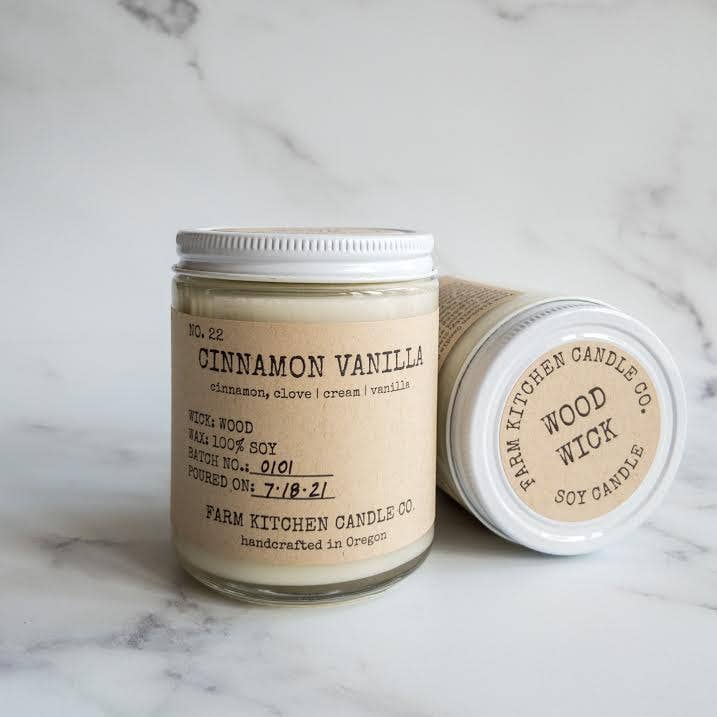 NO. 22
CINNAMON VANILLA
cinnamon, clove | cream | vanilla
WICK: WOOD
WAX: 100% SOY
BATCH NO.: 0101
POURED ON: 7·18·21
FARM KITCHEN CANDLE CO.
handcrafted in Oregon
FARM KITCHEN CANDLE CO.
WOOD
WICK
SOY CANDLE